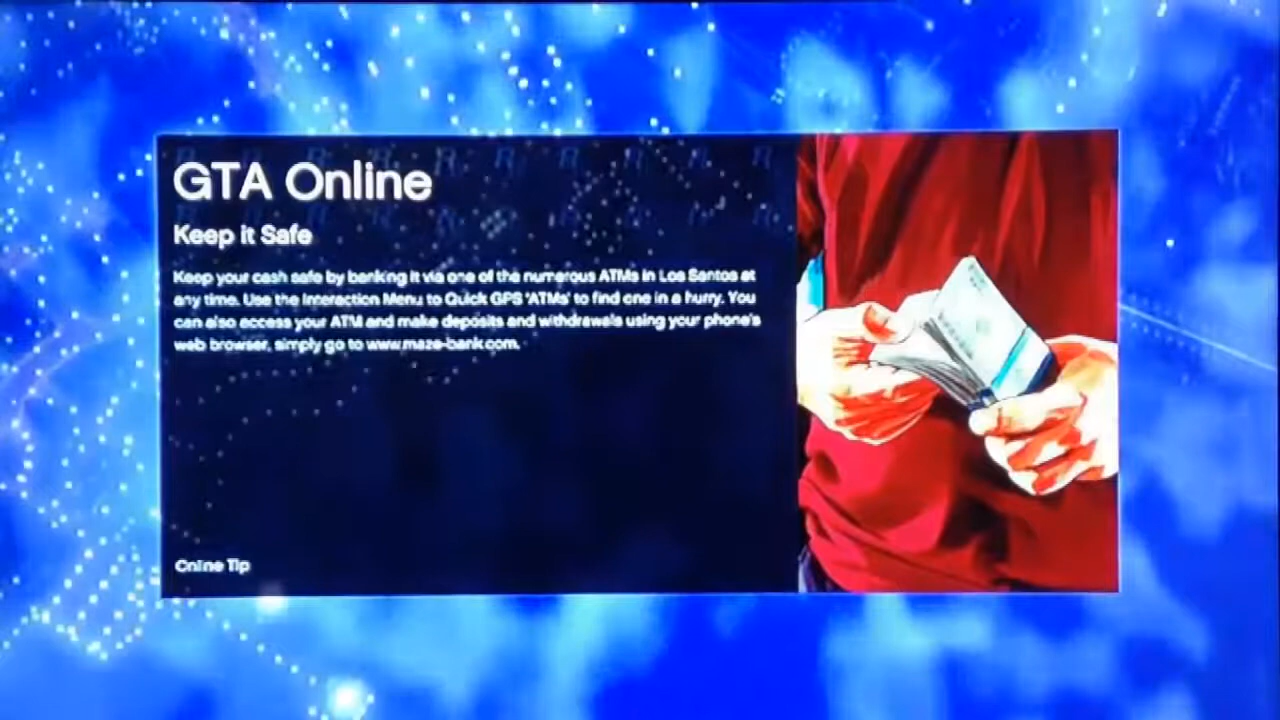 GTA Online
Keep it Safe
Keep your cash safe by banking it via one of the numerous ATMs in Los Santos at
any time. Use the Interaction Menu to Quick GPS 'ATMs' to find one in a hurry. You
can also access your ATM and make deposits and withdrawals using your phone's
web browser, simply go to www.maze-bank.com.
Online Tip